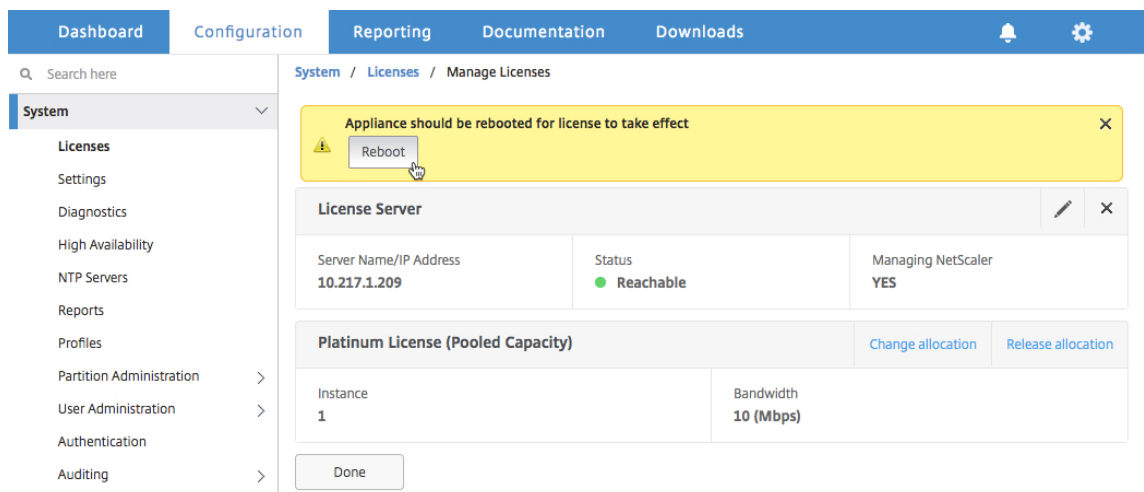 Dashboard Configuration Reporting Documentation Downloads
Search here
System
Licenses
Settings
Diagnostics
High Availability
NTP Servers
Reports
Profiles
Partition Administration
User Administration
Authentication
Auditing
System / Licenses / Manage Licenses
Appliance should be rebooted for license to take effect
Reboot
License Server
Server Name/IP Address
10.217.1.209
Status
Reachable
Managing NetScaler
YES
Platinum License (Pooled Capacity)
Change allocation
Release allocation
Instance
1
Bandwidth
10 (Mbps)
Done